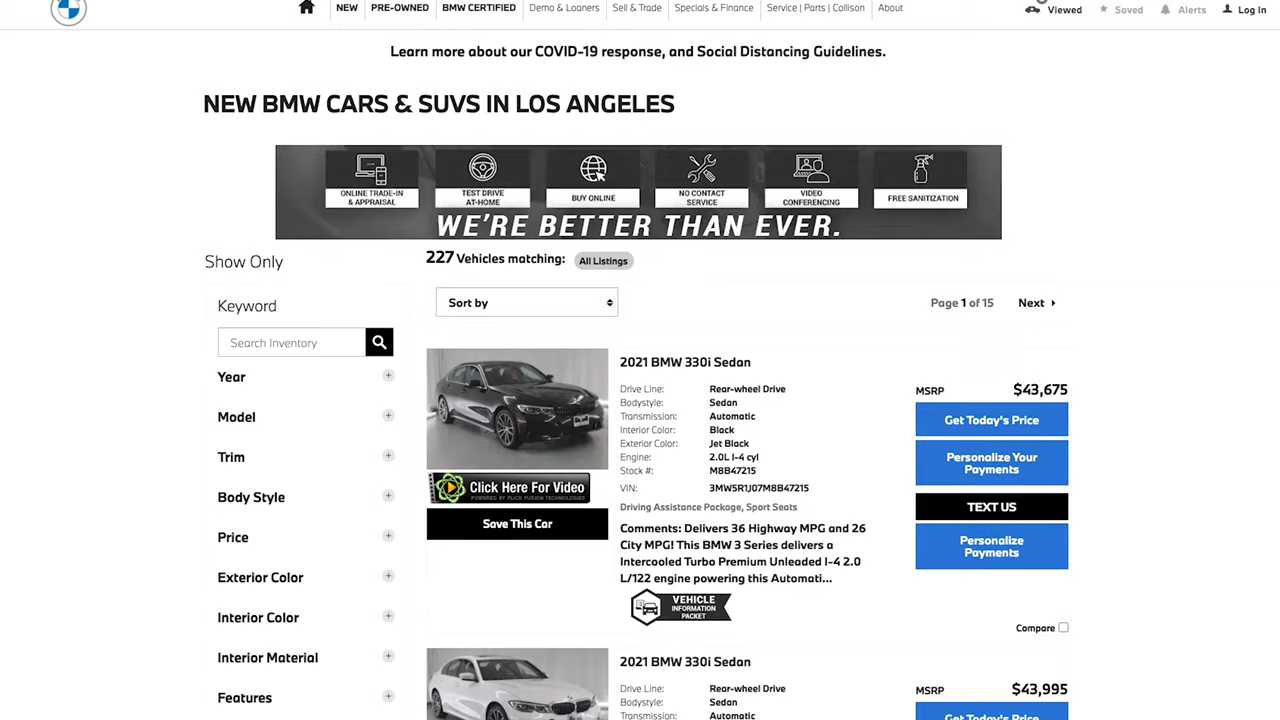 NEW PRE-OWNED BMW CERTIFIED Demo & Loaners Sell & Trade Specials & Finance Service | Parts | Collison About Viewed Saved Alerts Log In
Learn more about our COVID-19 response, and Social Distancing Guidelines.
NEW BMW CARS & SUVS IN LOS ANGELES
ONLINE TRADE-IN
& APPRAISAL
TEST DRIVE
AT-HOME
BUY ONLINE
NO CONTACT
SERVICE
VIDEO
CONFERENCING
FREE SANITIZATION
WE'RE BETTER THAN EVER.
Show Only
227 Vehicles matching: All Listings
Keyword
Sort by
Page 1 of 15 Next
Search Inventory
Year
Model
Trim
Body Style
Price
Exterior Color
Interior Color
Interior Material
Features
2021 BMW 330i Sedan
Drive Line: Rear-wheel Drive
Bodystyle: Sedan
Transmission: Automatic
Interior Color: Black
Exterior Color: Jet Black
Engine: 2.0L I-4 cyl
Stock #: M8B47215
VIN: 3MW5R1J07M8B47215
Driving Assistance Package, Sport Seats
Comments: Delivers 36 Highway MPG and 26
City MPG! This BMW 3 Series delivers a
Intercooled Turbo Premium Unleaded I-4 2.0
L/122 engine powering this Automati...
VEHICLE
INFORMATION
PACKET
Click Here For Video
POWERED BY FLICK FUSION TECHNOLOGIES
Save This Car
MSRP $43,675
Get Today's Price
Personalize Your
Payments
TEXT US
Personalize
Payments
Compare
2021 BMW 330i Sedan
Drive Line: Rear-wheel Drive
Bodystyle: Sedan
Transmission: Automatic
MSRP $43,995
Get Today's Price